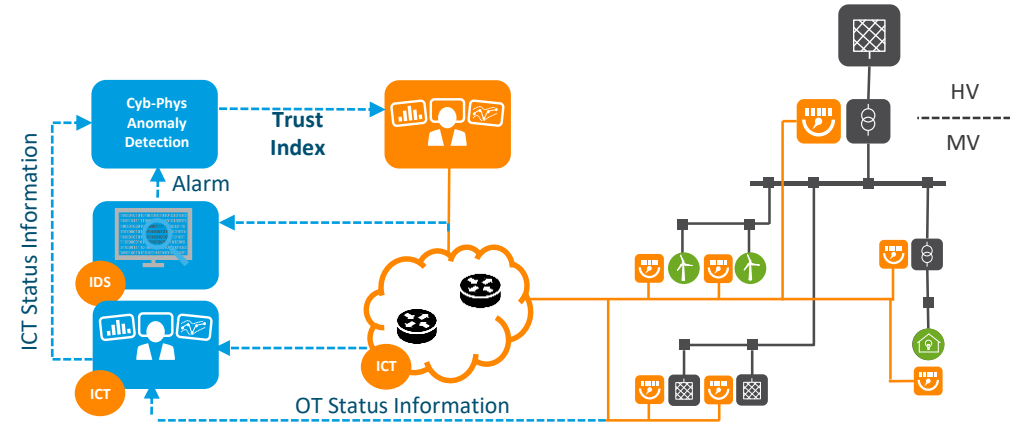 Cyb-Phys
Anomaly
Detection
Trust
Index
HV
MV
Alarm
ICT Status Information
IDS
ICT
ICT
OT Status Information